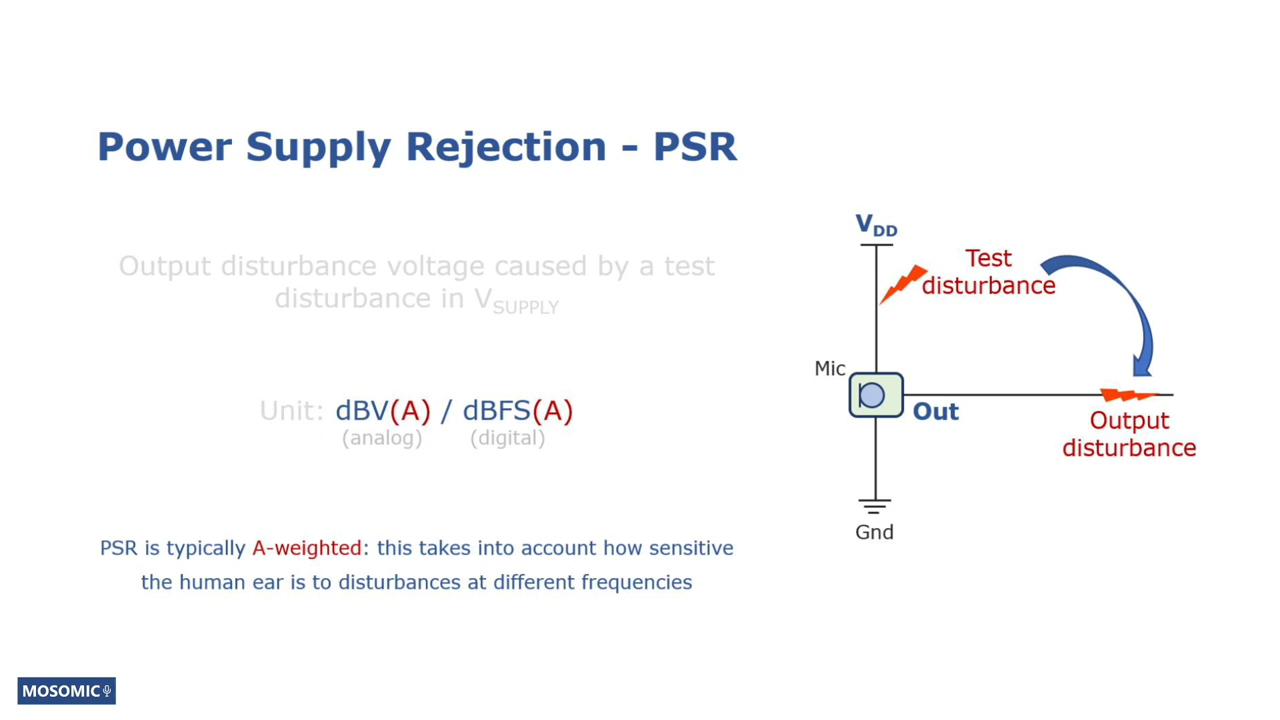 Power Supply Rejection - PSR
Output disturbance voltage caused by a test
disturbance in VSUPPLY
Unit: dBV(A) / dBFS(A)
(analog) (digital)
PSR is typically A-weighted: this takes into account how sensitive
the human ear is to disturbances at different frequencies
VDD
Test
disturbance
Mic
Out
Output
disturbance
Gnd
MOSOMIC